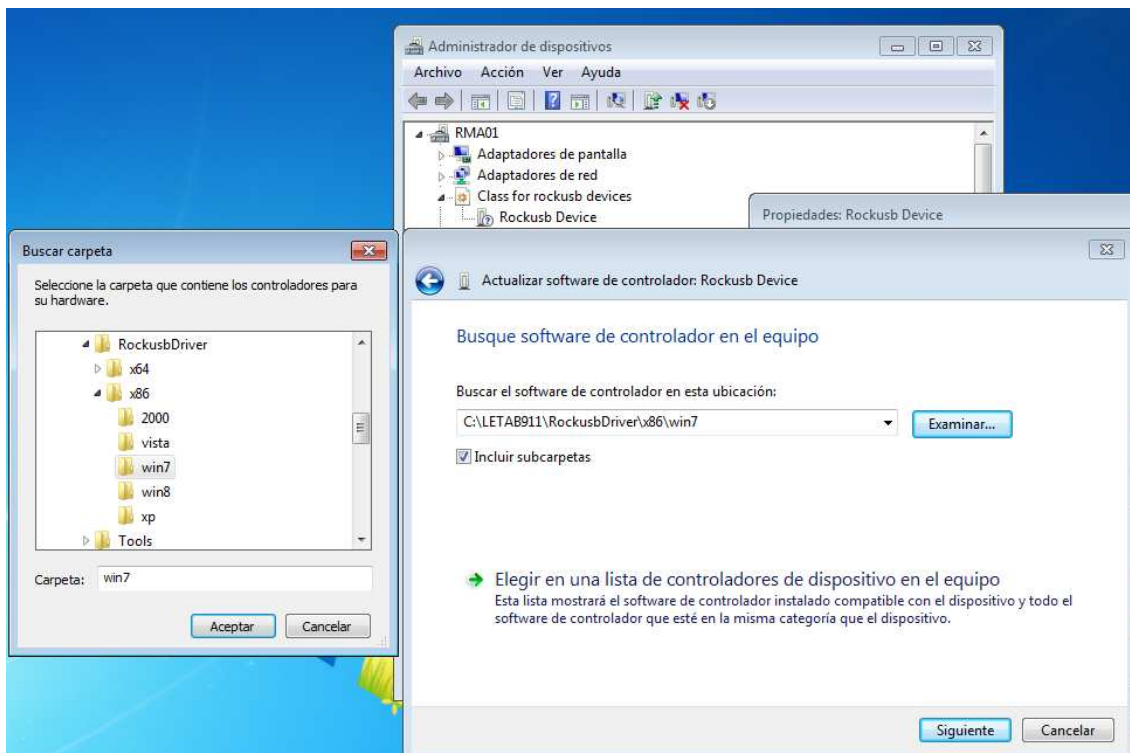 Administrador de dispositivos
Archivo Acción Ver Ayuda
RMA01
Adaptadores de pantalla
Adaptadores de red
Class for rockusb devices
Rockusb Device
Propiedades: Rockusb Device
Buscar carpeta
Seleccione la carpeta que contiene los controladores para
su hardware.
RockusbDriver
x64
x86
2000
vista
win7
win8
xp
Tools
Carpeta: win7
Aceptar Cancelar
Actualizar software de controlador: Rockusb Device
Busque software de controlador en el equipo
Buscar el software de controlador en esta ubicación:
C:\LETAB911\RockusbDriver\x86\win7 Examinar...
Incluir subcarpetas
Elegir en una lista de controladores de dispositivo en el equipo
Esta lista mostrará el software de controlador instalado compatible con el dispositivo y todo el
software de controlador que esté en la misma categoría que el dispositivo.
Siguiente Cancelar